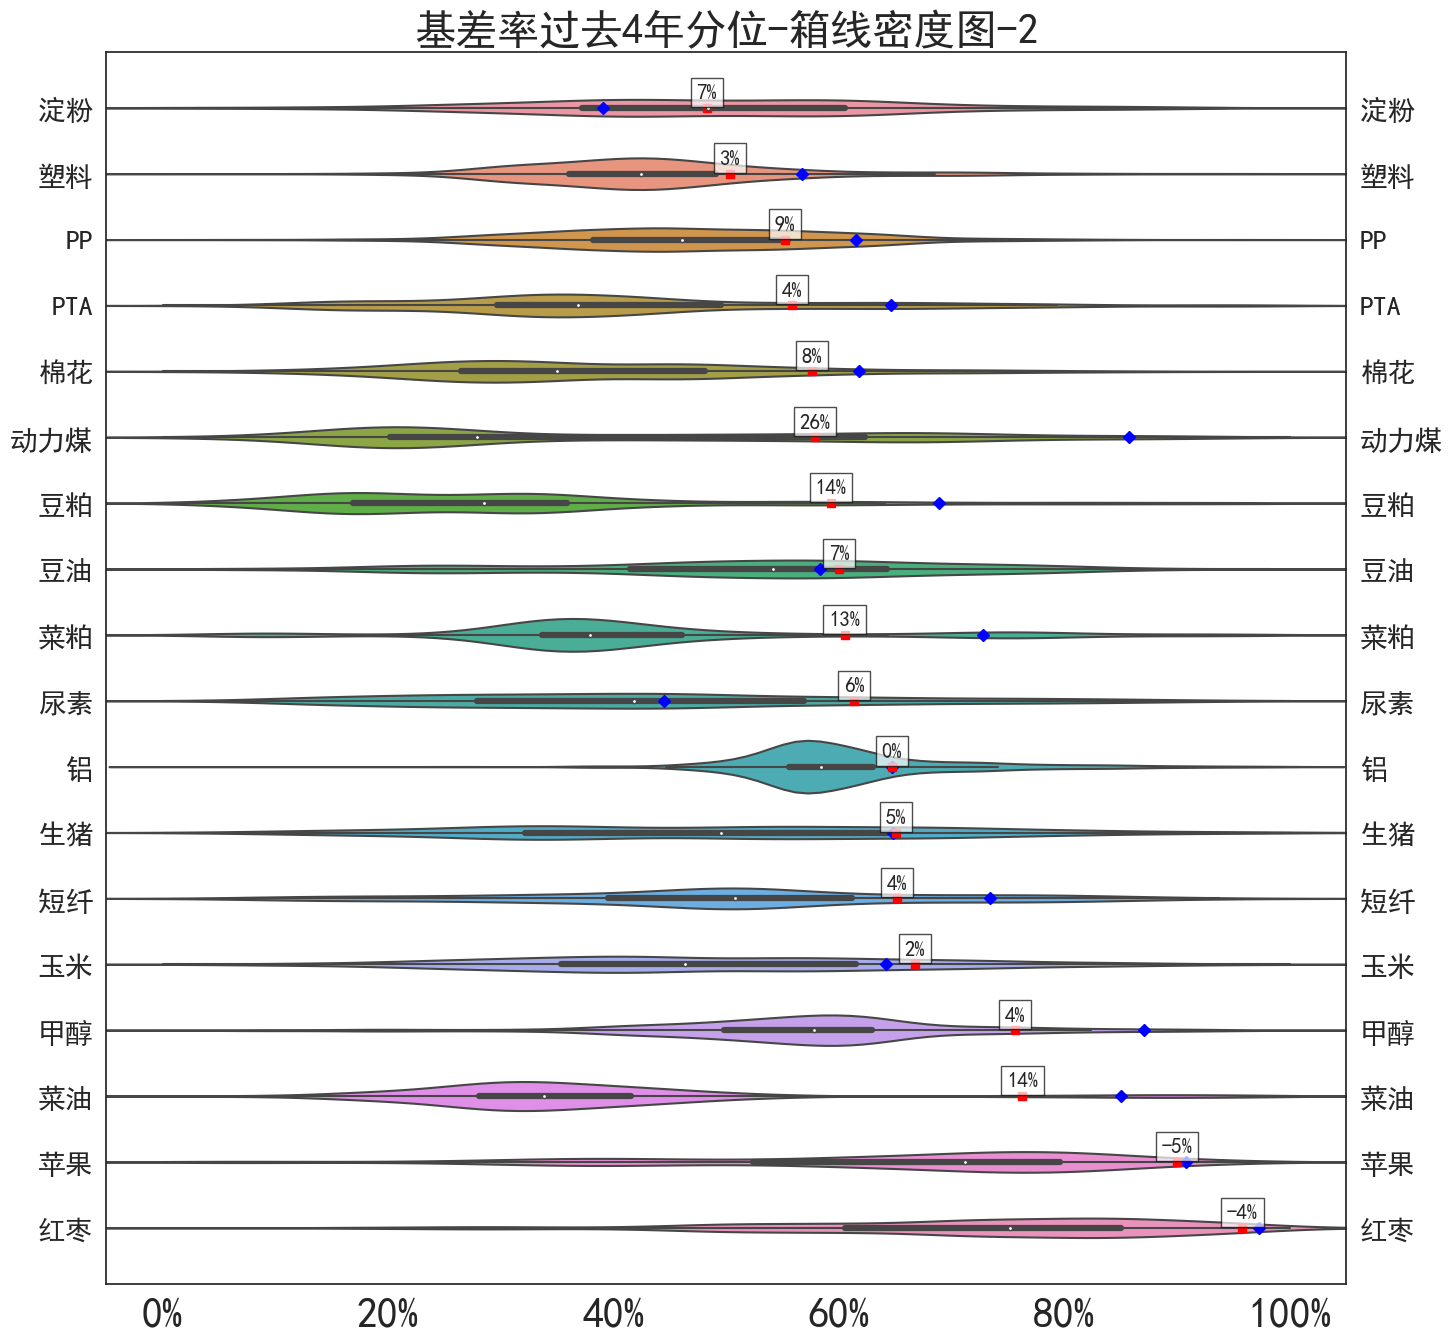 基差率过去4年分位-箱线密度图-2
淀粉 7% 淀粉
塑料 3% 塑料
PP 9% PP
PTA 4% PTA
棉花 8% 棉花
动力煤 26% 动力煤
豆粕 14% 豆粕
豆油 7% 豆油
菜粕 13% 菜粕
尿素 6% 尿素
铝 0% 铝
生猪 5% 生猪
短纤 4% 短纤
玉米 2% 玉米
甲醇 4% 甲醇
菜油 14% 菜油
苹果 -5% 苹果
红枣 -4% 红枣
0% 20% 40% 60% 80% 100%